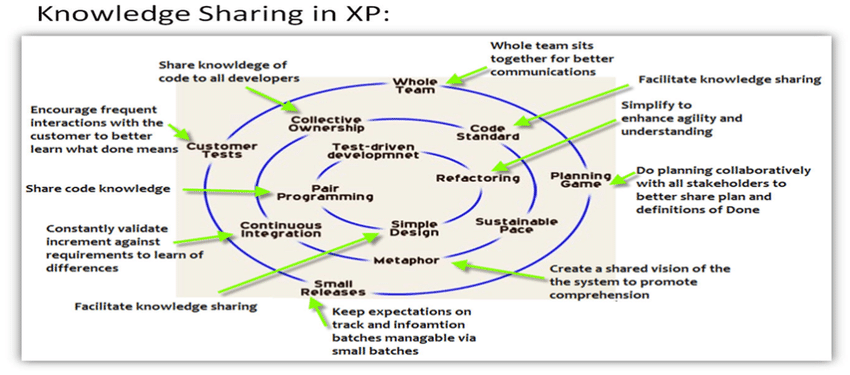 Knowledge Sharing in XP:
Whole team sits
together for better
communications
Share knowldege of
code to all developers
Whole
Team
Facilitate knowledge sharing
Simplify to
enhance agility and
understanding
Encourage frequent
interactions with the
customer to better
learn what done means
Collective
Ownership
Code
Standard
Customer
Tests
Test-driven
developmnet
Refactoring
Planning
Game
Do planning collaboratively
with all stakeholders to
better share plan and
definitions of Done
Share code knowledge
Pair
Programming
Constantly validate
increment against
requirements to learn of
differences
Continuous
Integration
Simple
Design
Sustainable
Pace
Metaphor
Create a shared vision of the
the system to promote
comprehension
Facilitate knowledge sharing
Small
Releases
Keep expectations on
track and infoamtion
batches managable via
small batches